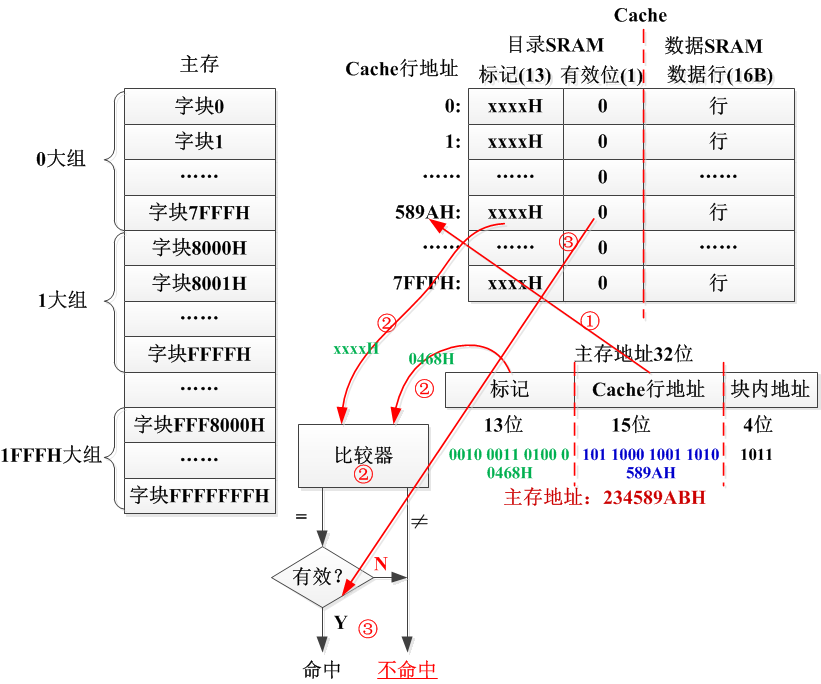 Cache
目录SRAM 数据SRAM
主存
Cache行地址 标记(13) 有效位(1) 数据行(16B)
字块0 0: xxxxH 0 行
0大组
字块1 1: xxxxH 0 行
…… …… …… 0 ……
字块7FFFH 589AH: xxxxH 0 行
③
字块8000H …… …… 0 ……
1大组
字块8001H 7FFFH: xxxxH 0 行
……
② ①
字块FFFFH xxxxH 0468H 主存地址32位
…… ② 标记 Cache行地址 块内地址
字块FFF8000H 13位 15位 4位
1FFFH大组
…… 比较器 0010 0011 0100 0 101 1000 1001 1010 1011
② 0468H 589AH
字块FFFFFFFH 主存地址：234589ABH
= ≠
有效？ N
Y ③
命中 不命中